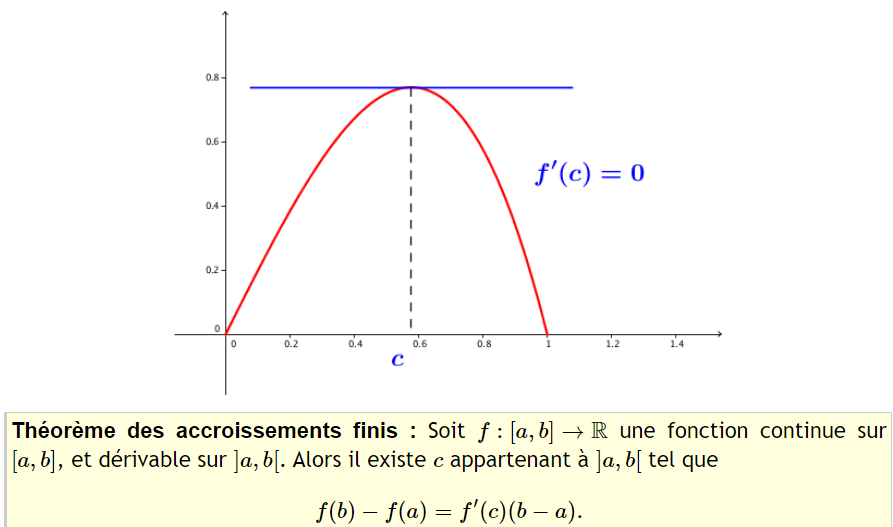 0.8
0.6
f′(c) = 0
0.4
0.2
0
0 0.2 0.4 0.6 0.8 1 1.2 1.4
c
Théorème des accroissements finis : Soit f : [a, b] → ℝ une fonction continue sur
[a, b], et dérivable sur ]a, b[. Alors il existe c appartenant à ]a, b[ tel que
f(b) − f(a) = f′(c)(b − a).